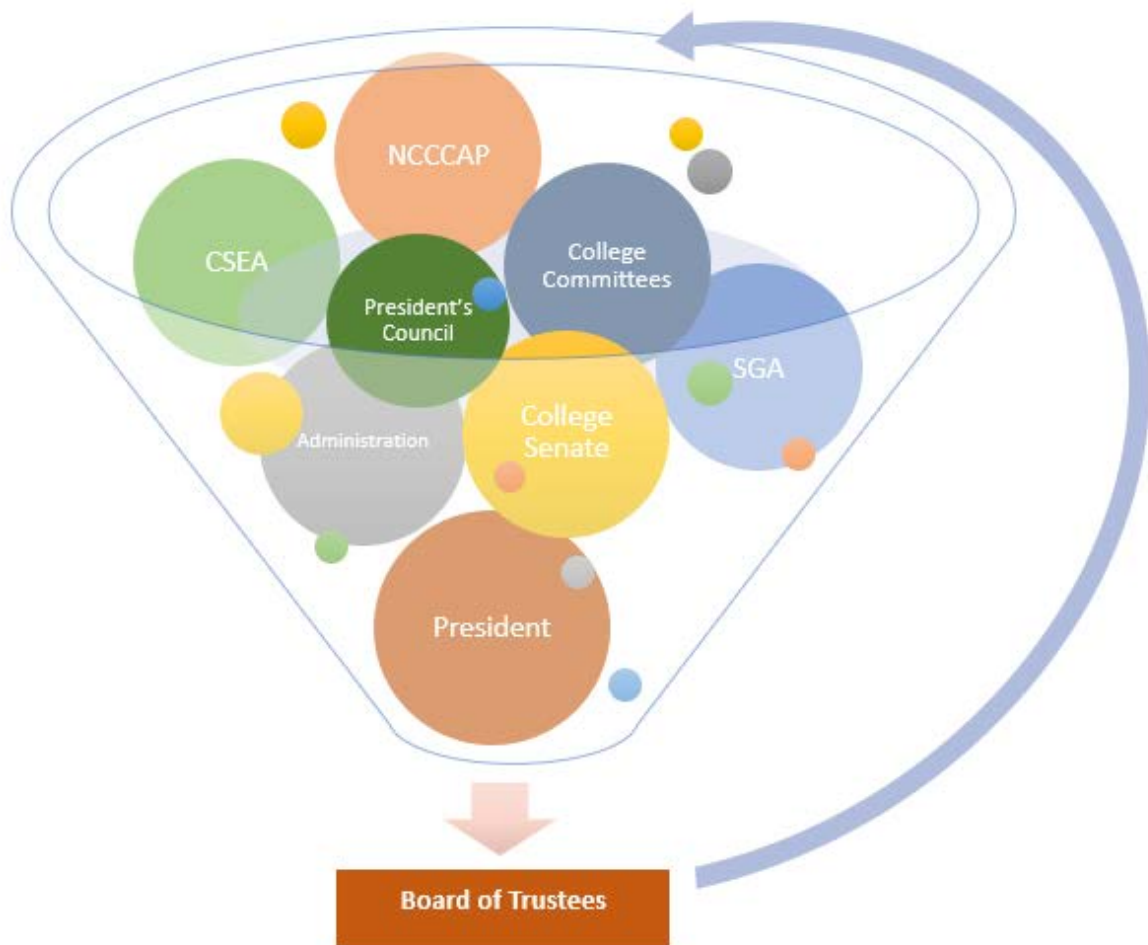 NCCCAP
CSEA
College
Committees
President's
Council
SGA
College
Senate
Administration
President
Board of Trustees